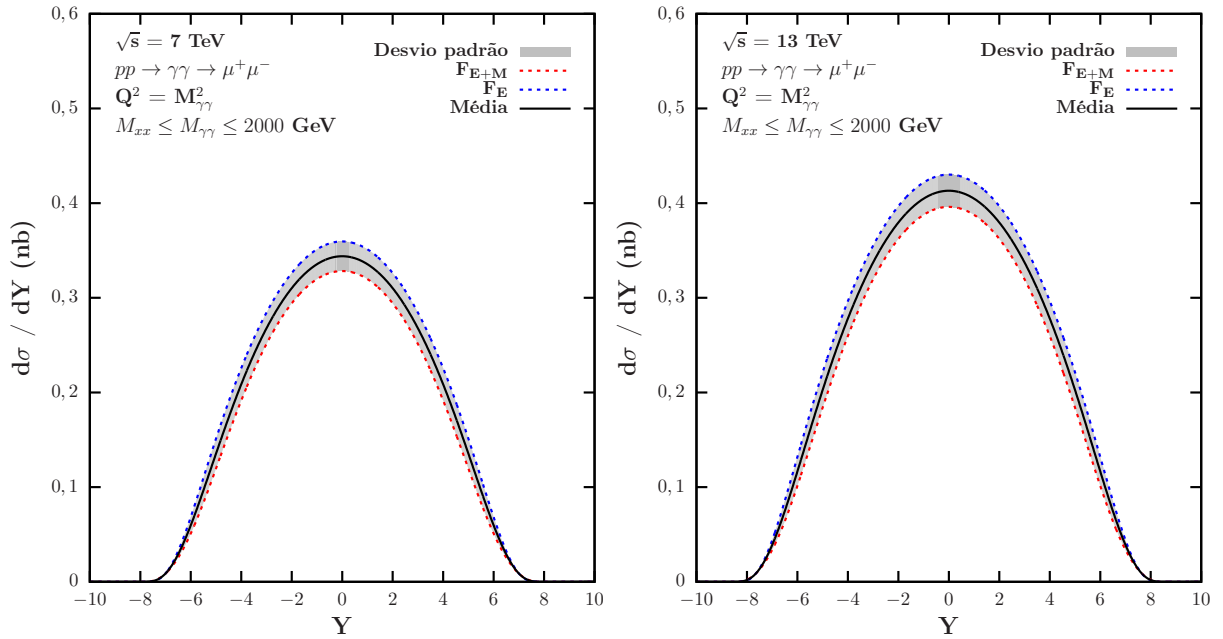 √s = 7 TeV
pp → γγ → μ⁺μ⁻
Q² = M²γγ
Mxx ≤ Mγγ ≤ 2000 GeV
Desvio padrão
F_E+M
F_E
Média
0,6
0,5
0,4
0,3
0,2
0,1
0
dσ / dY (nb)
−10 −8 −6 −4 −2 0 2 4 6 8 10
Y
√s = 13 TeV
pp → γγ → μ⁺μ⁻
Q² = M²γγ
Mxx ≤ Mγγ ≤ 2000 GeV
Desvio padrão
F_E+M
F_E
Média
0,6
0,5
0,4
0,3
0,2
0,1
0
dσ / dY (nb)
−10 −8 −6 −4 −2 0 2 4 6 8 10
Y